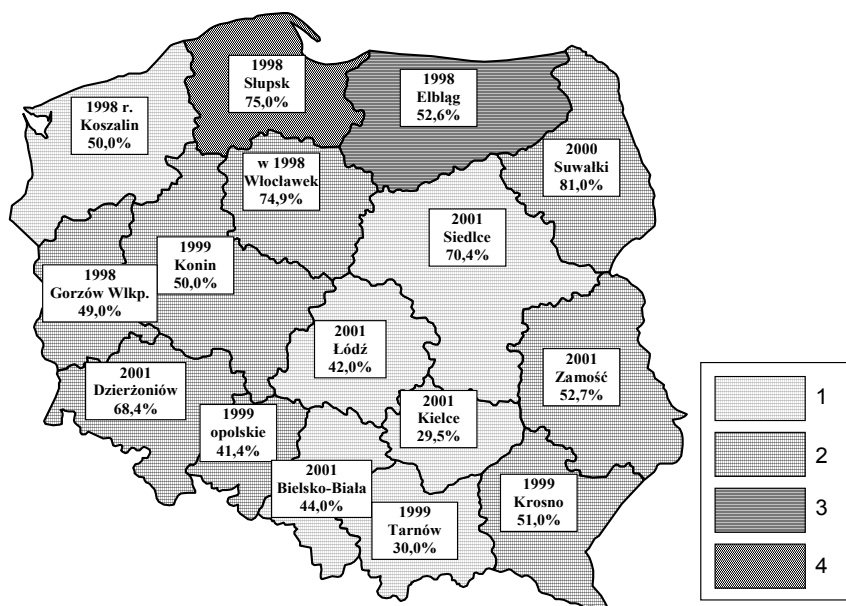 1998
Słupsk
75,0%
1998
Elbląg
52,6%
1998 r.
Koszalin
50,0%
2000
Suwałki
81,0%
w 1998
Włocławek
74,9%
2001
Siedlce
70,4%
1999
Konin
50,0%
1998
Gorzów Wlkp.
49,0%
2001
Łódź
42,0%
2001
Zamość
52,7%
2001
Dzierżoniów
68,4%
2001
Kielce
29,5%
1999
opolskie
41,4%
2001
Bielsko-Biała
44,0%
1999
Krosno
51,0%
1999
Tarnów
30,0%
1
2
3
4